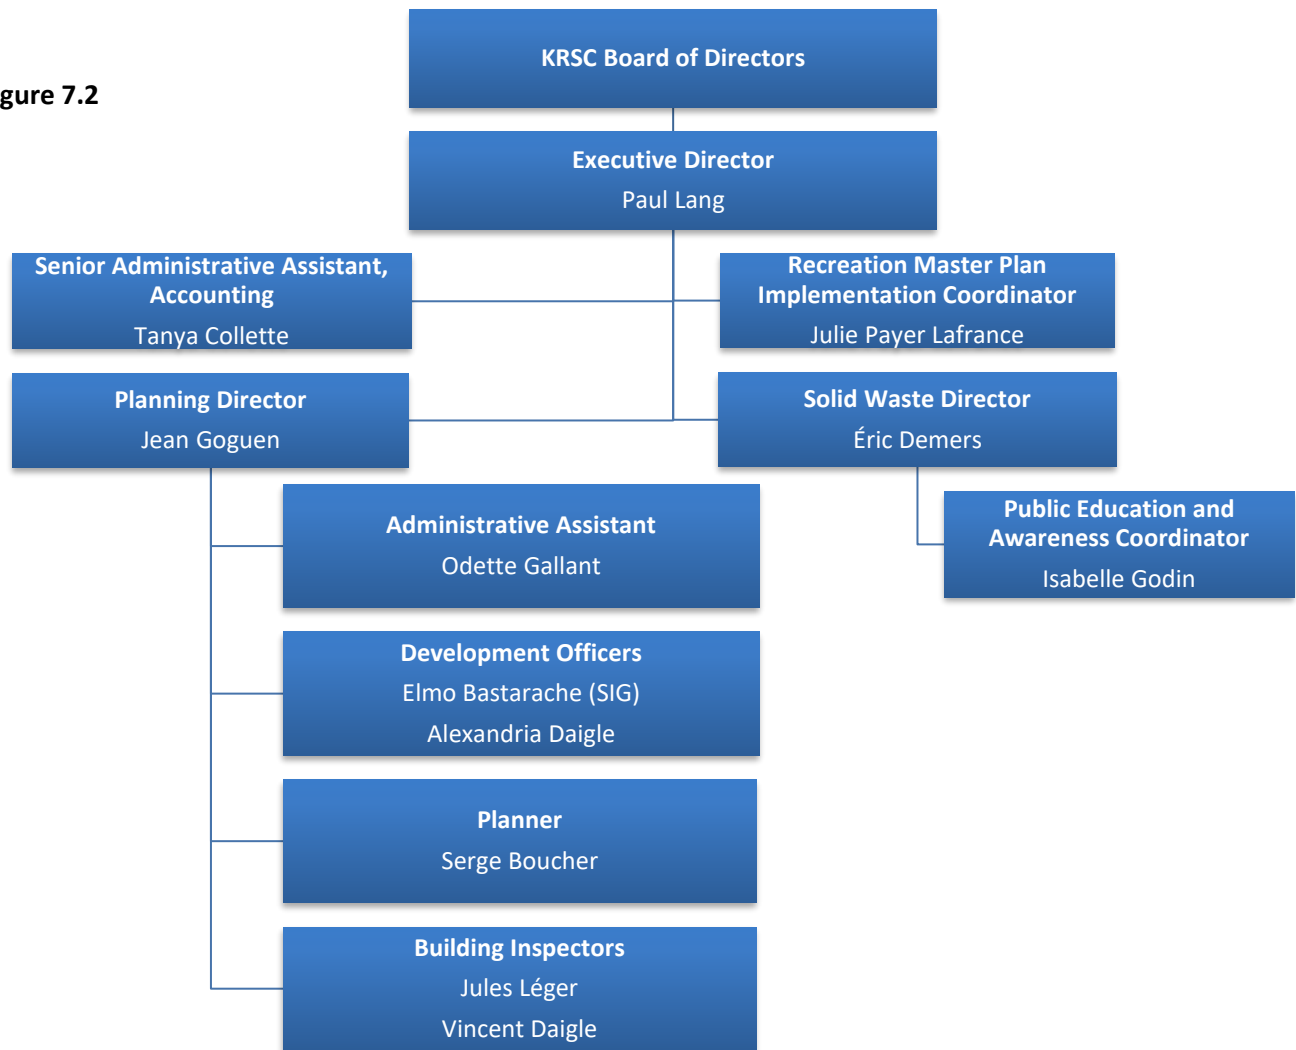 KRSC Board of Directors
gure 7.2
Executive Director
Paul Lang
Senior Administrative Assistant,
Accounting
Tanya Collette
Recreation Master Plan
Implementation Coordinator
Julie Payer Lafrance
Planning Director
Jean Goguen
Solid Waste Director
Éric Demers
Administrative Assistant
Odette Gallant
Public Education and
Awareness Coordinator
Isabelle Godin
Development Officers
Elmo Bastarache (SIG)
Alexandria Daigle
Planner
Serge Boucher
Building Inspectors
Jules Léger
Vincent Daigle